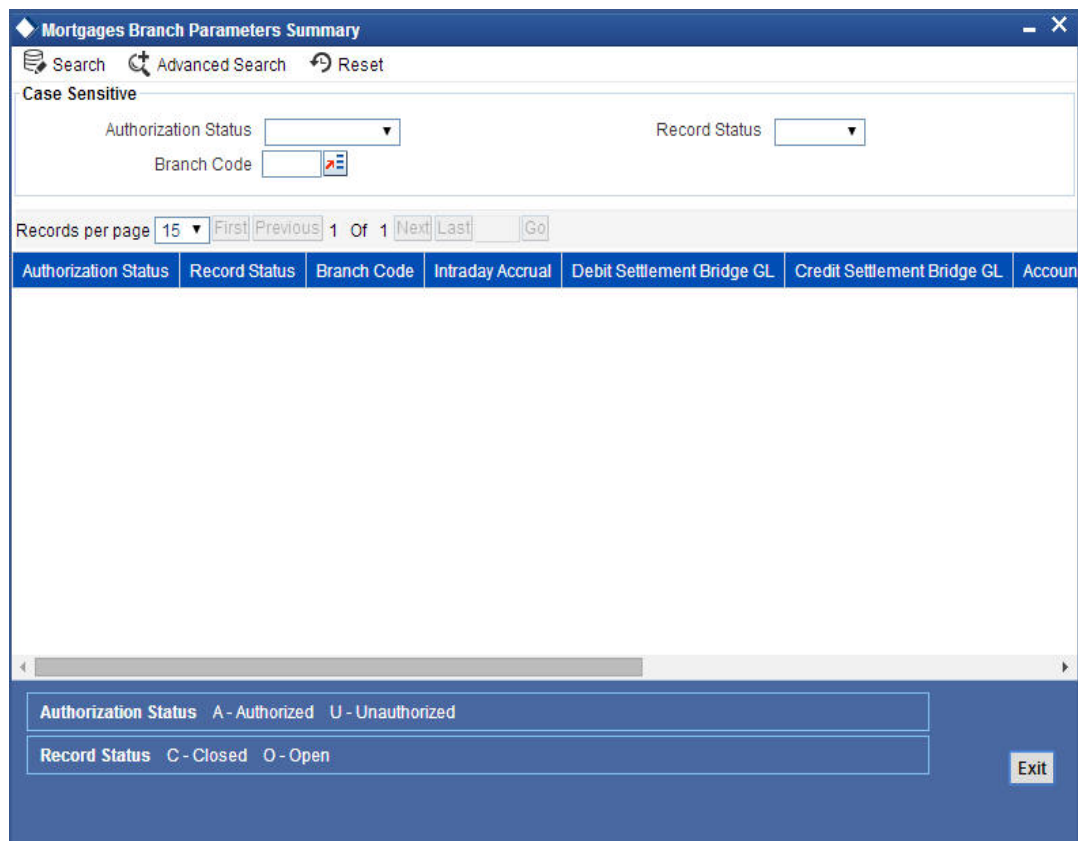 Mortgages Branch Parameters Summary
Search Advanced Search Reset
Case Sensitive
Authorization Status Record Status
Branch Code
Records per page 15 First Previous 1 Of 1 Next Last Go
Authorization Status Record Status Branch Code Intraday Accrual Debit Settlement Bridge GL Credit Settlement Bridge GL Accoun
Authorization Status A - Authorized U - Unauthorized
Record Status C - Closed O - Open
Exit